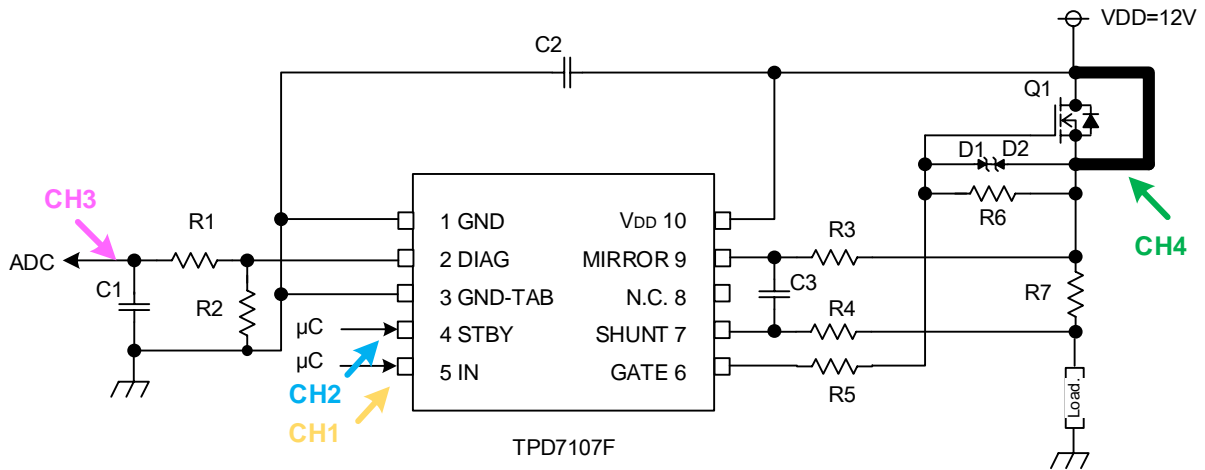 VDD=12V
C2
Q1
D1 D2
CH3
R1
1 GND
VDD 10
R6
CH4
ADC
2 DIAG
MIRROR 9
R3
C1
R2
3 GND-TAB
N.C. 8
C3
R7
µC
4 STBY
SHUNT 7
R4
µC
5 IN
GATE 6
R5
CH2
CH1
Load.
TPD7107F